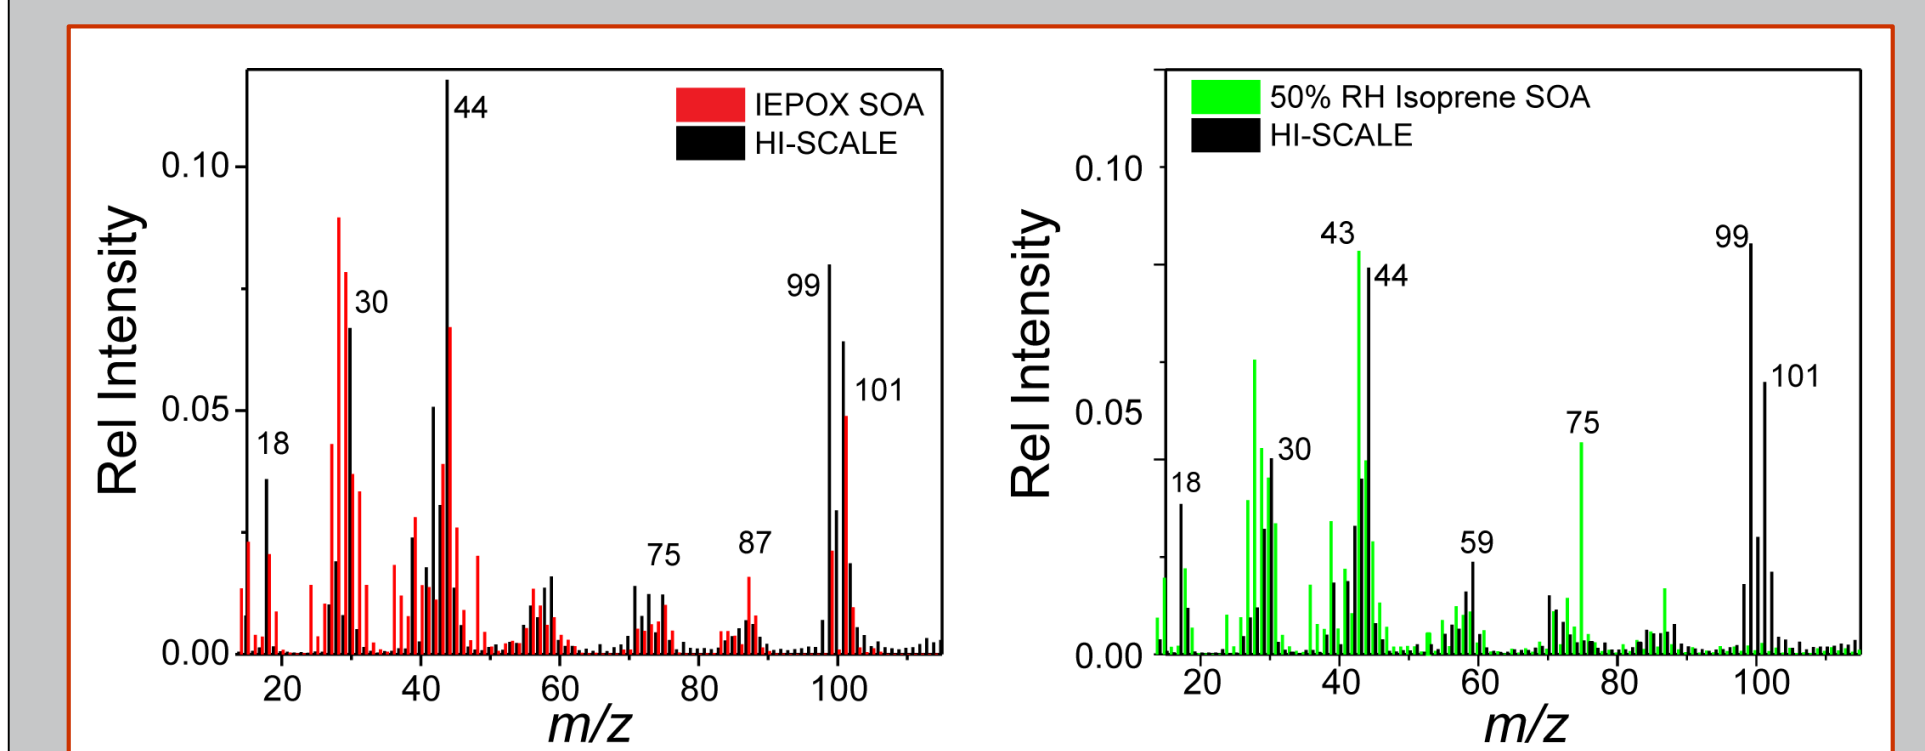 IEPOX SOA
HI-SCALE
44
30
18
99
101
75
87
0.10
0.05
0.00
Rel Intensity
20 40 60 80 100
m/z
50% RH Isoprene SOA
HI-SCALE
43
44
99
101
75
30
18
59
0.10
0.05
0.00
Rel Intensity
20 40 60 80 100
m/z